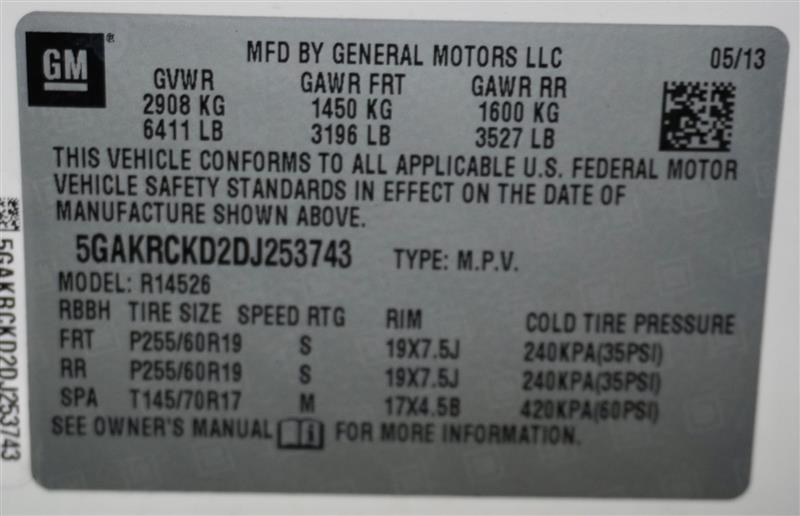 GM®
MFD BY GENERAL MOTORS LLC 05/13
GVWR GAWR FRT GAWR RR
2908 KG 1450 KG 1600 KG
6411 LB 3196 LB 3527 LB
THIS VEHICLE CONFORMS TO ALL APPLICABLE U.S. FEDERAL MOTOR
VEHICLE SAFETY STANDARDS IN EFFECT ON THE DATE OF
MANUFACTURE SHOWN ABOVE.
5GAKRCKD2DJ253743 TYPE: M.P.V.
MODEL: R14526
RBBH TIRE SIZE SPEED RTG RIM COLD TIRE PRESSURE
FRT P255/60R19 S 19X7.5J 240KPA(35PSI)
RR P255/60R19 S 19X7.5J 240KPA(35PSI)
SPA T145/70R17 M 17X4.5B 420KPA(60PSI)
SEE OWNER'S MANUAL i FOR MORE INFORMATION.
5GAKRCKD2DJ253743